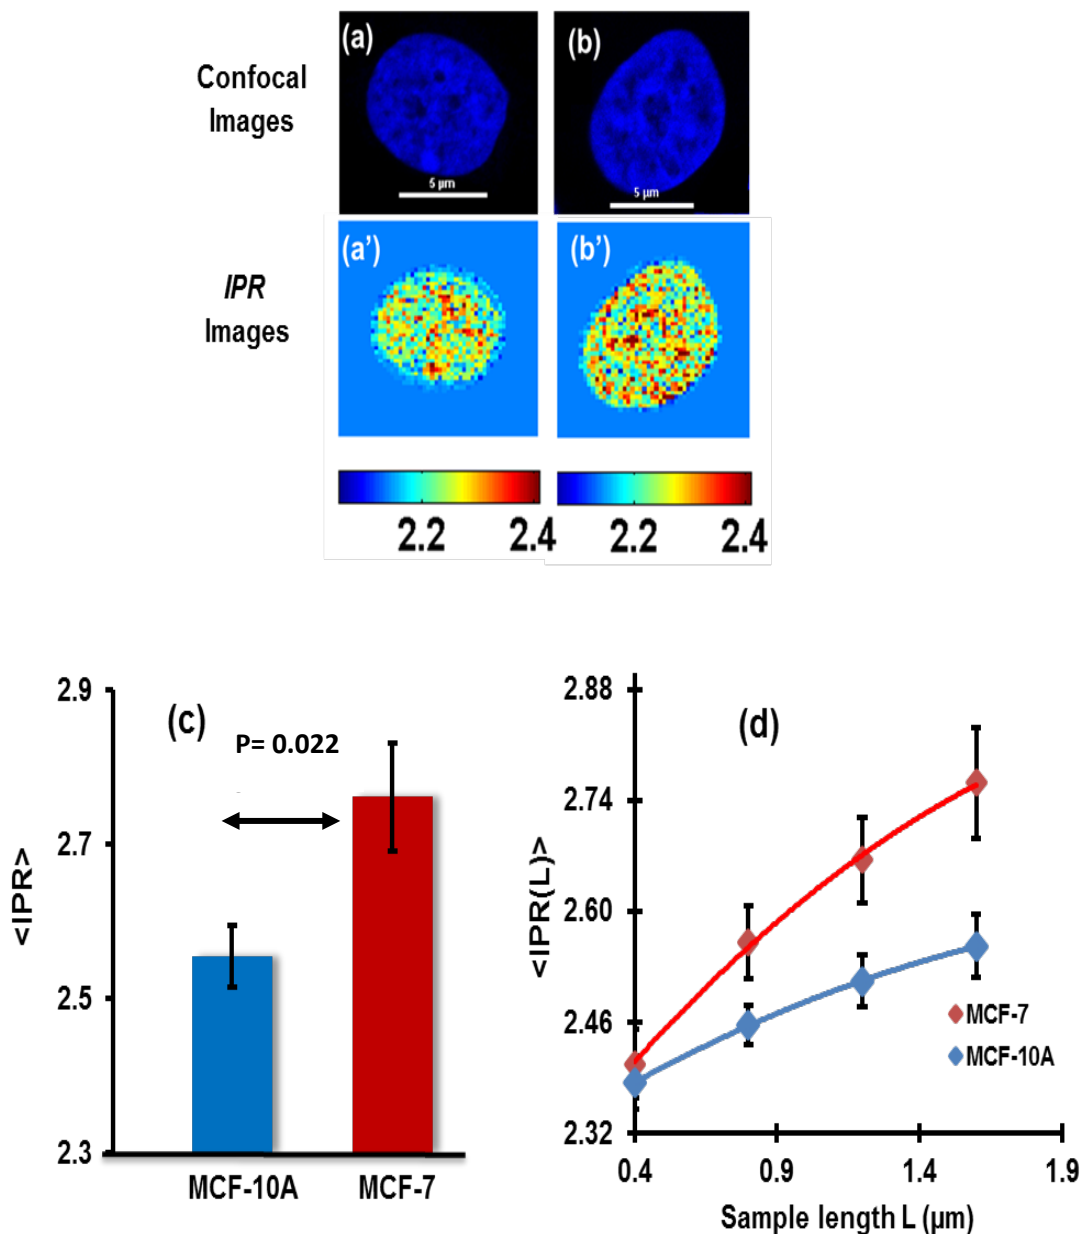 (a)
(b)
Confocal
Images
5 µm
5 µm
(a')
(b')
IPR
Images
2.2
2.4
2.2
2.4
2.9
(c)
P= 0.022
2.7
<IPR>
2.5
2.3
MCF-10A
MCF-7
2.88
(d)
2.74
<IPR(L)>
2.60
2.46
MCF-7
MCF-10A
2.32
0.4
0.9
1.4
1.9
Sample length L (µm)